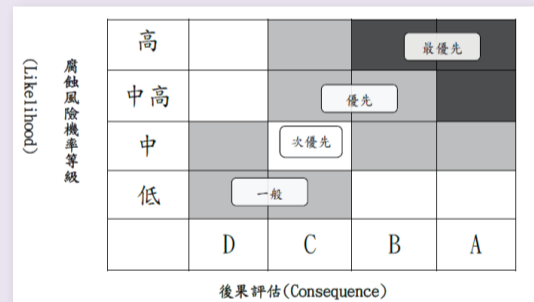 腐蝕風險機率等級
(Likelihood)
高
最優先
中高
優先
中
次優先
低
一般
D C B A
後果評估(Consequence)